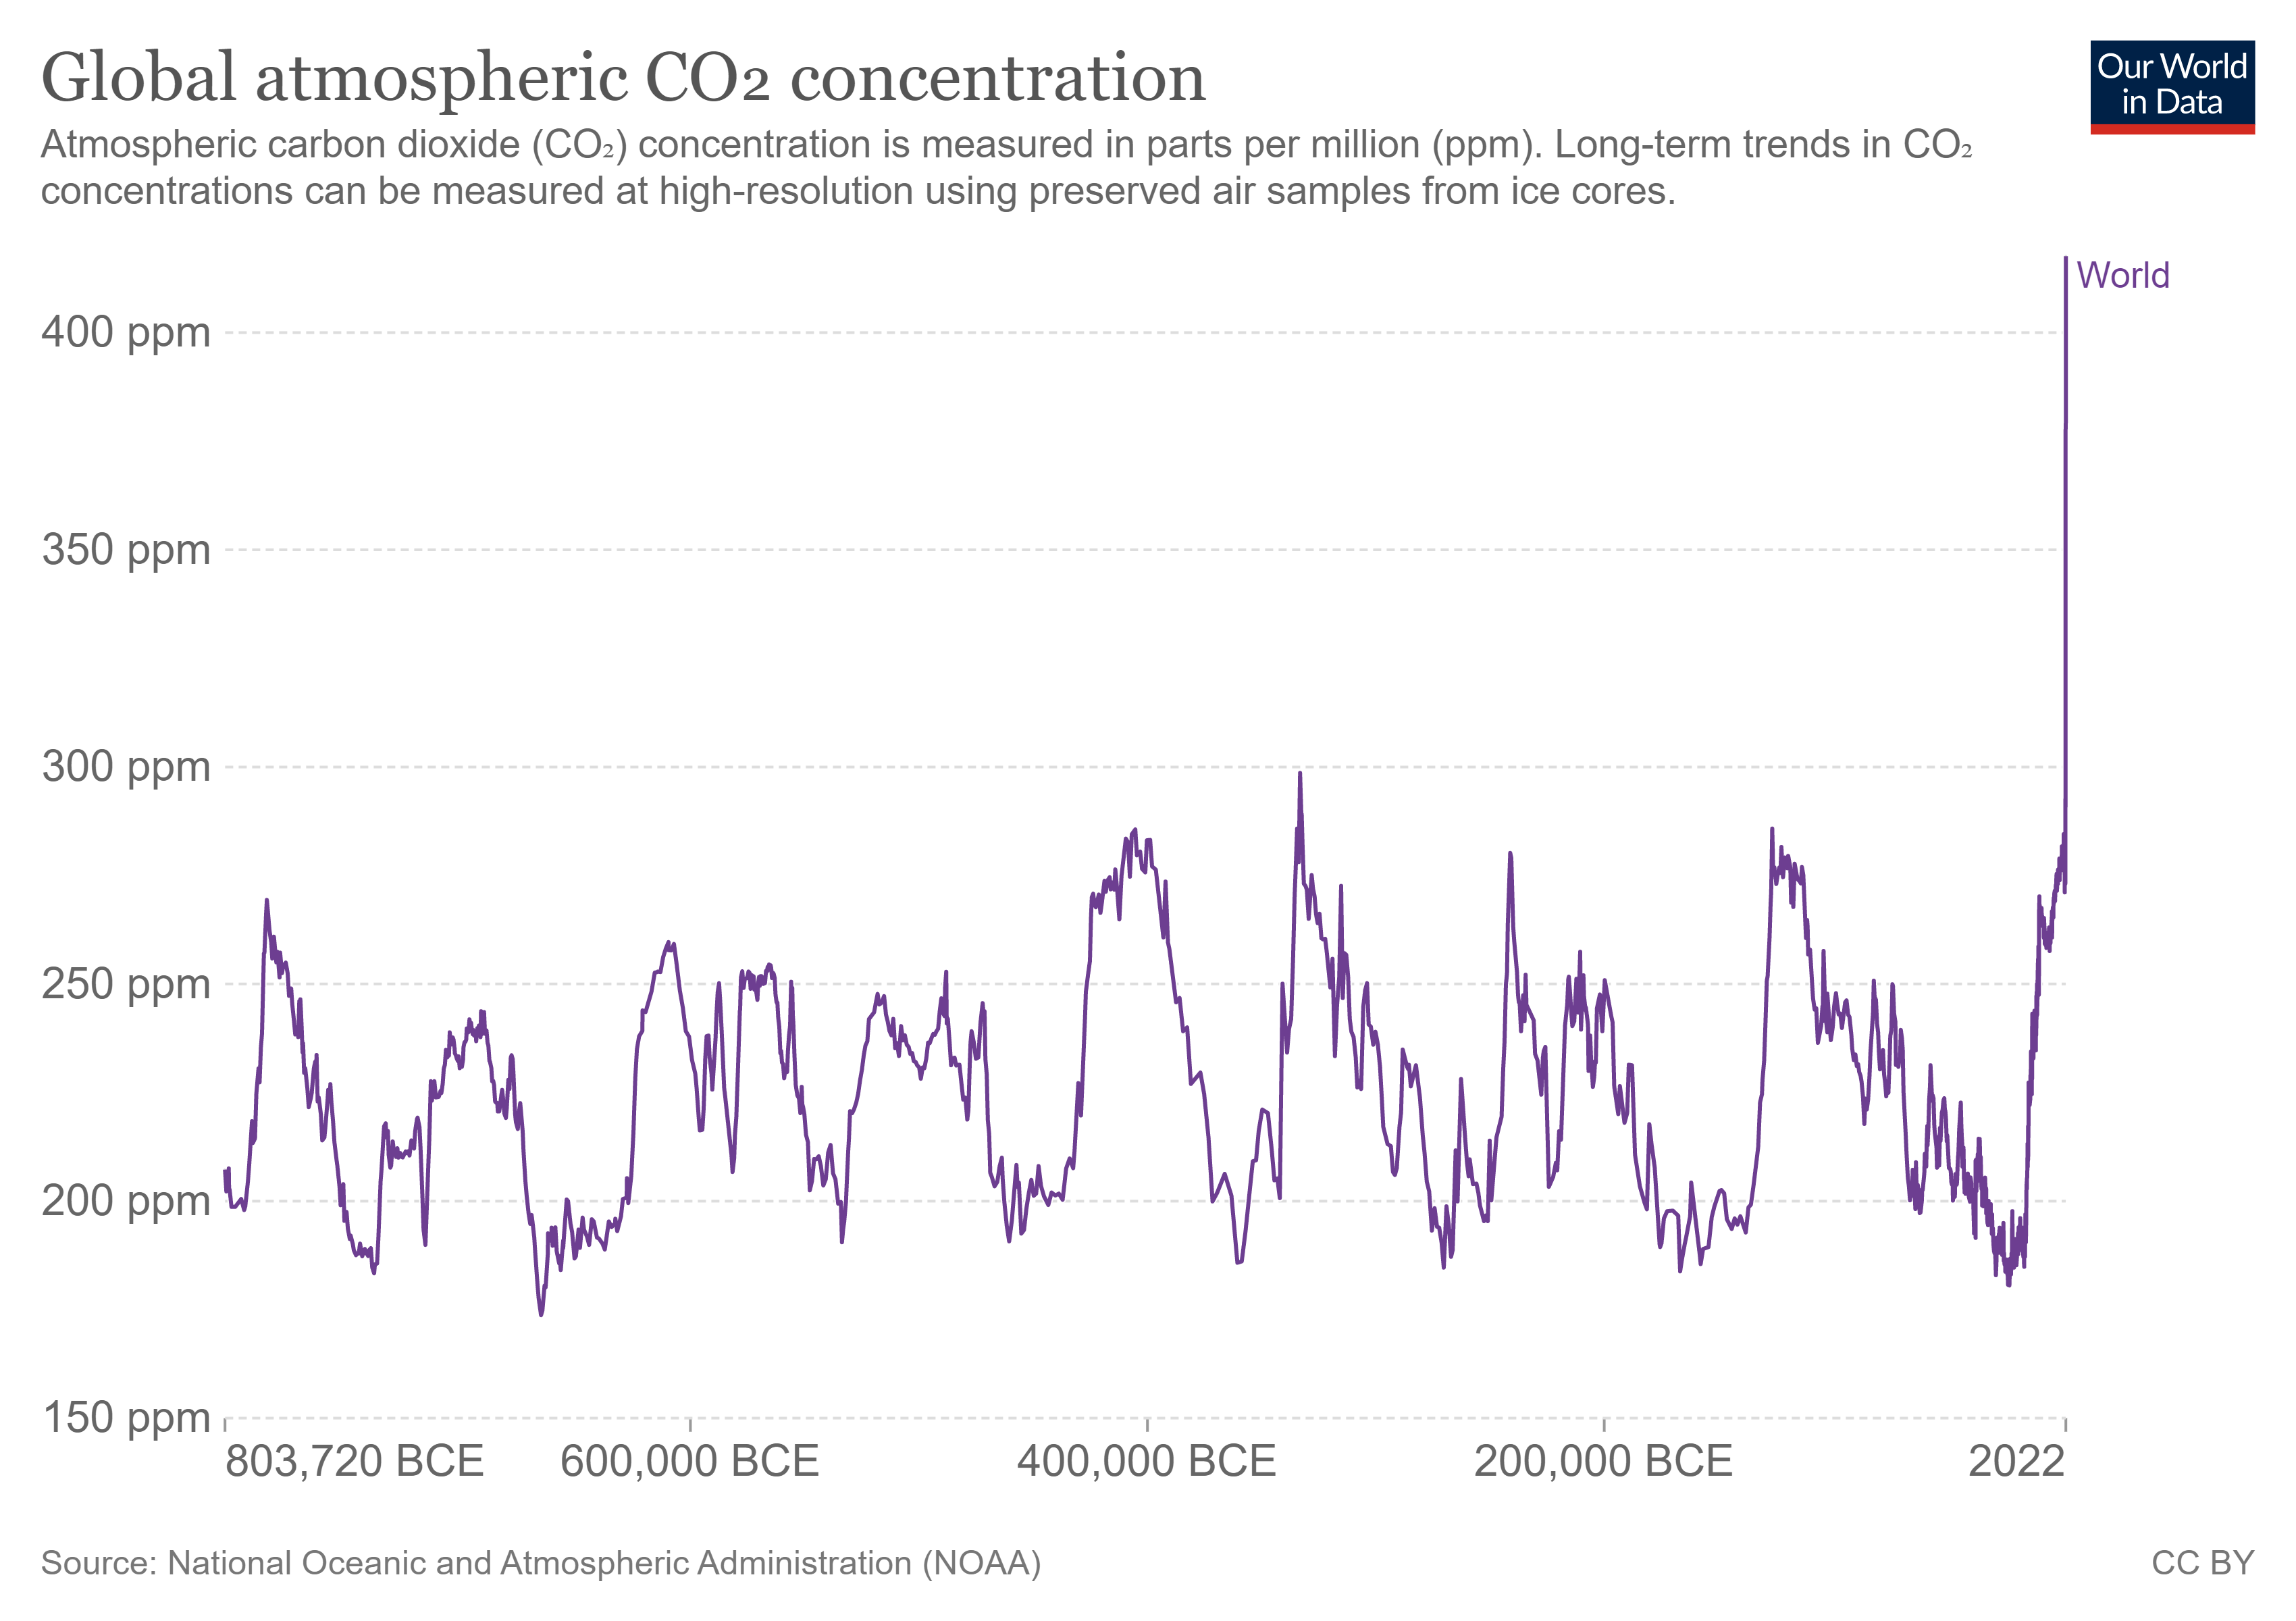 Global atmospheric CO2 concentration
Our World
in Data
Atmospheric carbon dioxide (CO₂) concentration is measured in parts per million (ppm). Long-term trends in CO₂
concentrations can be measured at high-resolution using preserved air samples from ice cores.
World
400 ppm
350 ppm
300 ppm
250 ppm
200 ppm
150 ppm
803,720 BCE 600,000 BCE 400,000 BCE 200,000 BCE 2022
Source: National Oceanic and Atmospheric Administration (NOAA) CC BY